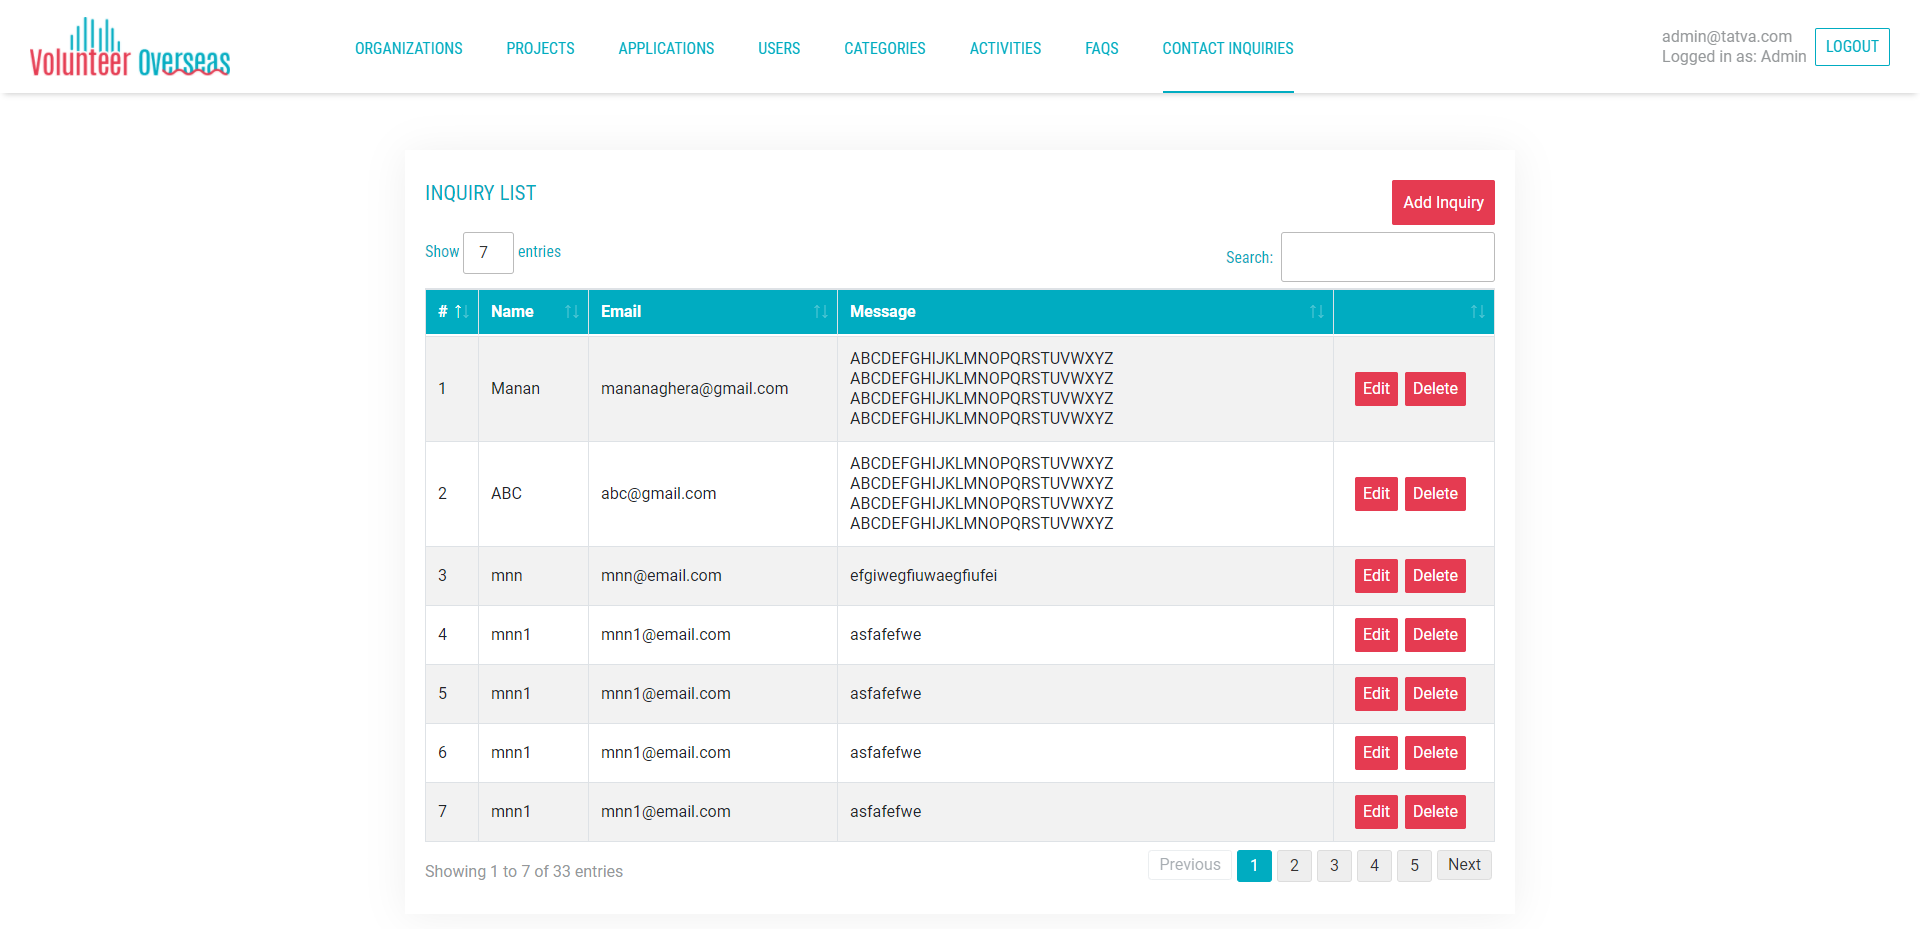 Volunteer Overseas
ORGANIZATIONS PROJECTS APPLICATIONS USERS CATEGORIES ACTIVITIES FAQS CONTACT INQUIRIES
admin@tatva.com
Logged in as: Admin
LOGOUT
INQUIRY LIST
Add Inquiry
Show 7 entries
Search:
# Name Email Message
1 Manan mananaghera@gmail.com
ABCDEFGHIJKLMNOPQRSTUVWXYZ
ABCDEFGHIJKLMNOPQRSTUVWXYZ
ABCDEFGHIJKLMNOPQRSTUVWXYZ
ABCDEFGHIJKLMNOPQRSTUVWXYZ
Edit Delete
2 ABC abc@gmail.com
ABCDEFGHIJKLMNOPQRSTUVWXYZ
ABCDEFGHIJKLMNOPQRSTUVWXYZ
ABCDEFGHIJKLMNOPQRSTUVWXYZ
ABCDEFGHIJKLMNOPQRSTUVWXYZ
Edit Delete
3 mnn mnn@email.com efgiwegfiuwaegfiufei Edit Delete
4 mnn1 mnn1@email.com asfafefwe Edit Delete
5 mnn1 mnn1@email.com asfafefwe Edit Delete
6 mnn1 mnn1@email.com asfafefwe Edit Delete
7 mnn1 mnn1@email.com asfafefwe Edit Delete
Showing 1 to 7 of 33 entries
Previous 1 2 3 4 5 Next